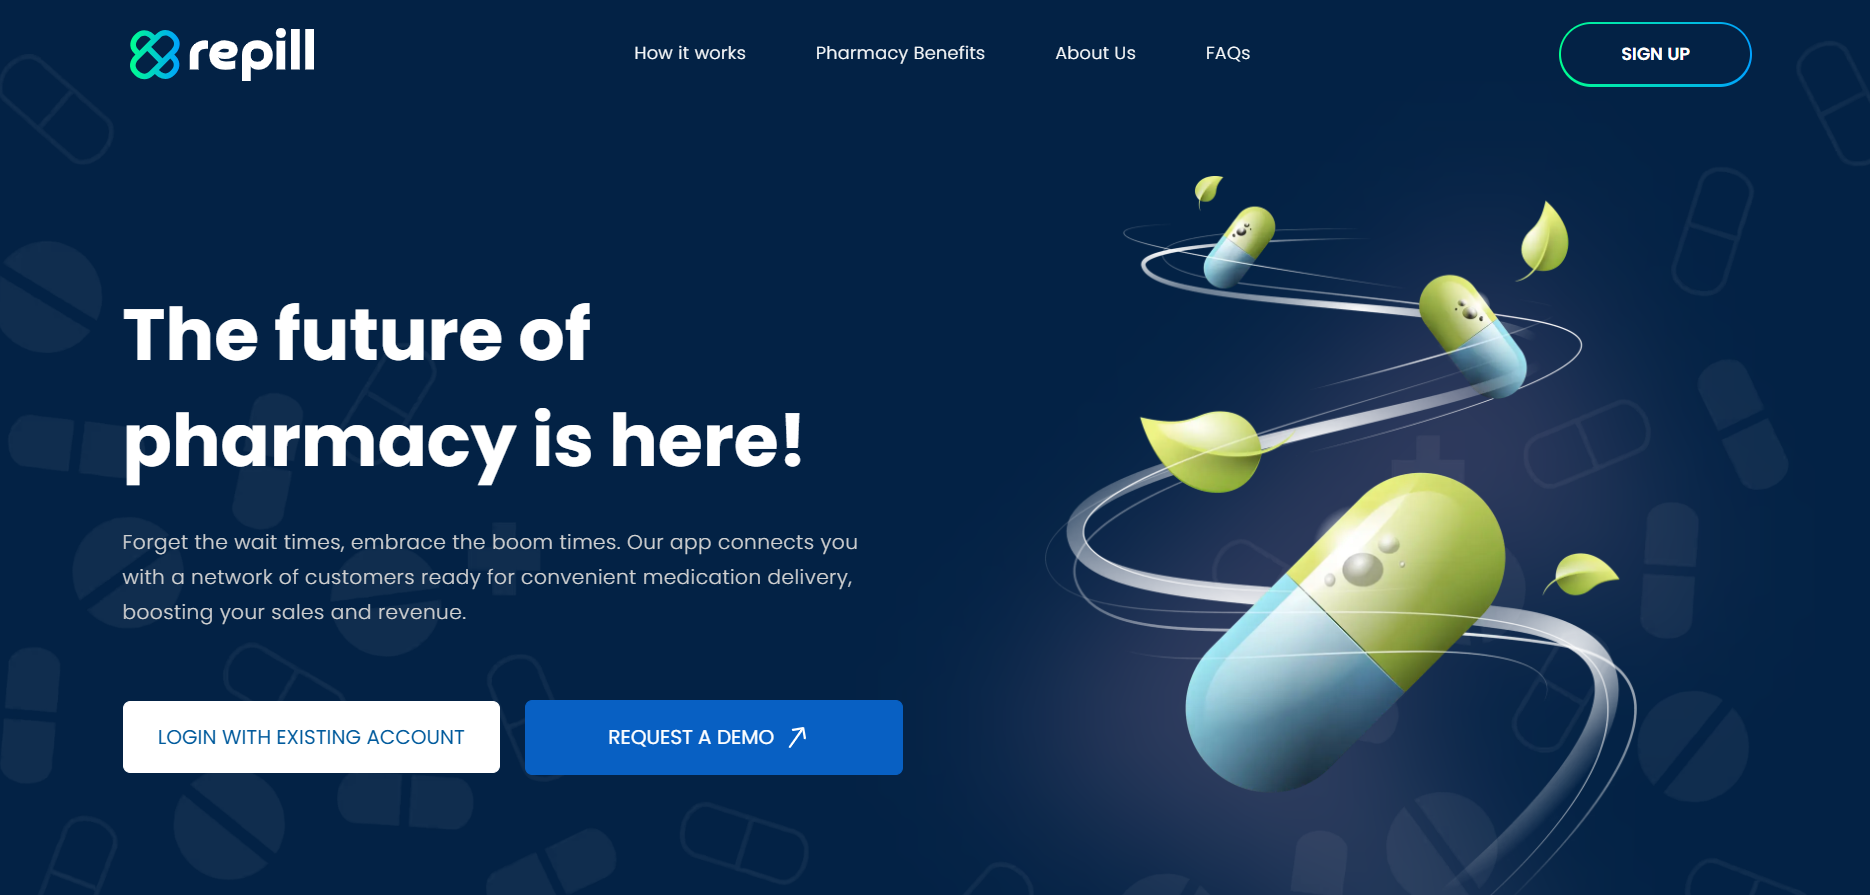 repill
How it works
Pharmacy Benefits
About Us
FAQs
SIGN UP
The future of
pharmacy is here!
Forget the wait times, embrace the boom times. Our app connects you
with a network of customers ready for convenient medication delivery,
boosting your sales and revenue.
LOGIN WITH EXISTING ACCOUNT
REQUEST A DEMO